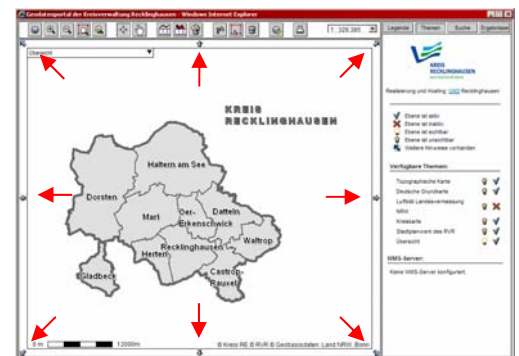 Geodatenportal der Kreisverwaltung Recklinghausen - Windows Internet Explorer
1 : 328.385
Legende Themen Suche Ergebnisse
Übersicht
KREIS
RECKLINGHAUSEN
KREIS
RECKLINGHAUSEN
Realisierung und Hosting: GKD Recklinghausen
Ebene ist aktiv
Ebene ist inaktiv
Ebene ist sichtbar
Ebene ist unsichtbar
Weitere Hinweise vorhanden
Verfügbare Themen:
Topographische Karte
Deutsche Grundkarte
Luftbild Landesvermessung
NRW
Kreiskarte
Stadtplanwerk des RVR
Übersicht
WMS-Server:
Keine WMS-Server konfiguriert.
Haltern am See
Dorsten
Marl
Oer-
Erkenschwick
Datteln
Waltrop
Recklinghausen
Herten
Gladbeck
Castrop-
Rauxel
0 m 12000m
© Kreis RE © RVR © Geobasisdaten: Land NRW, Bonn